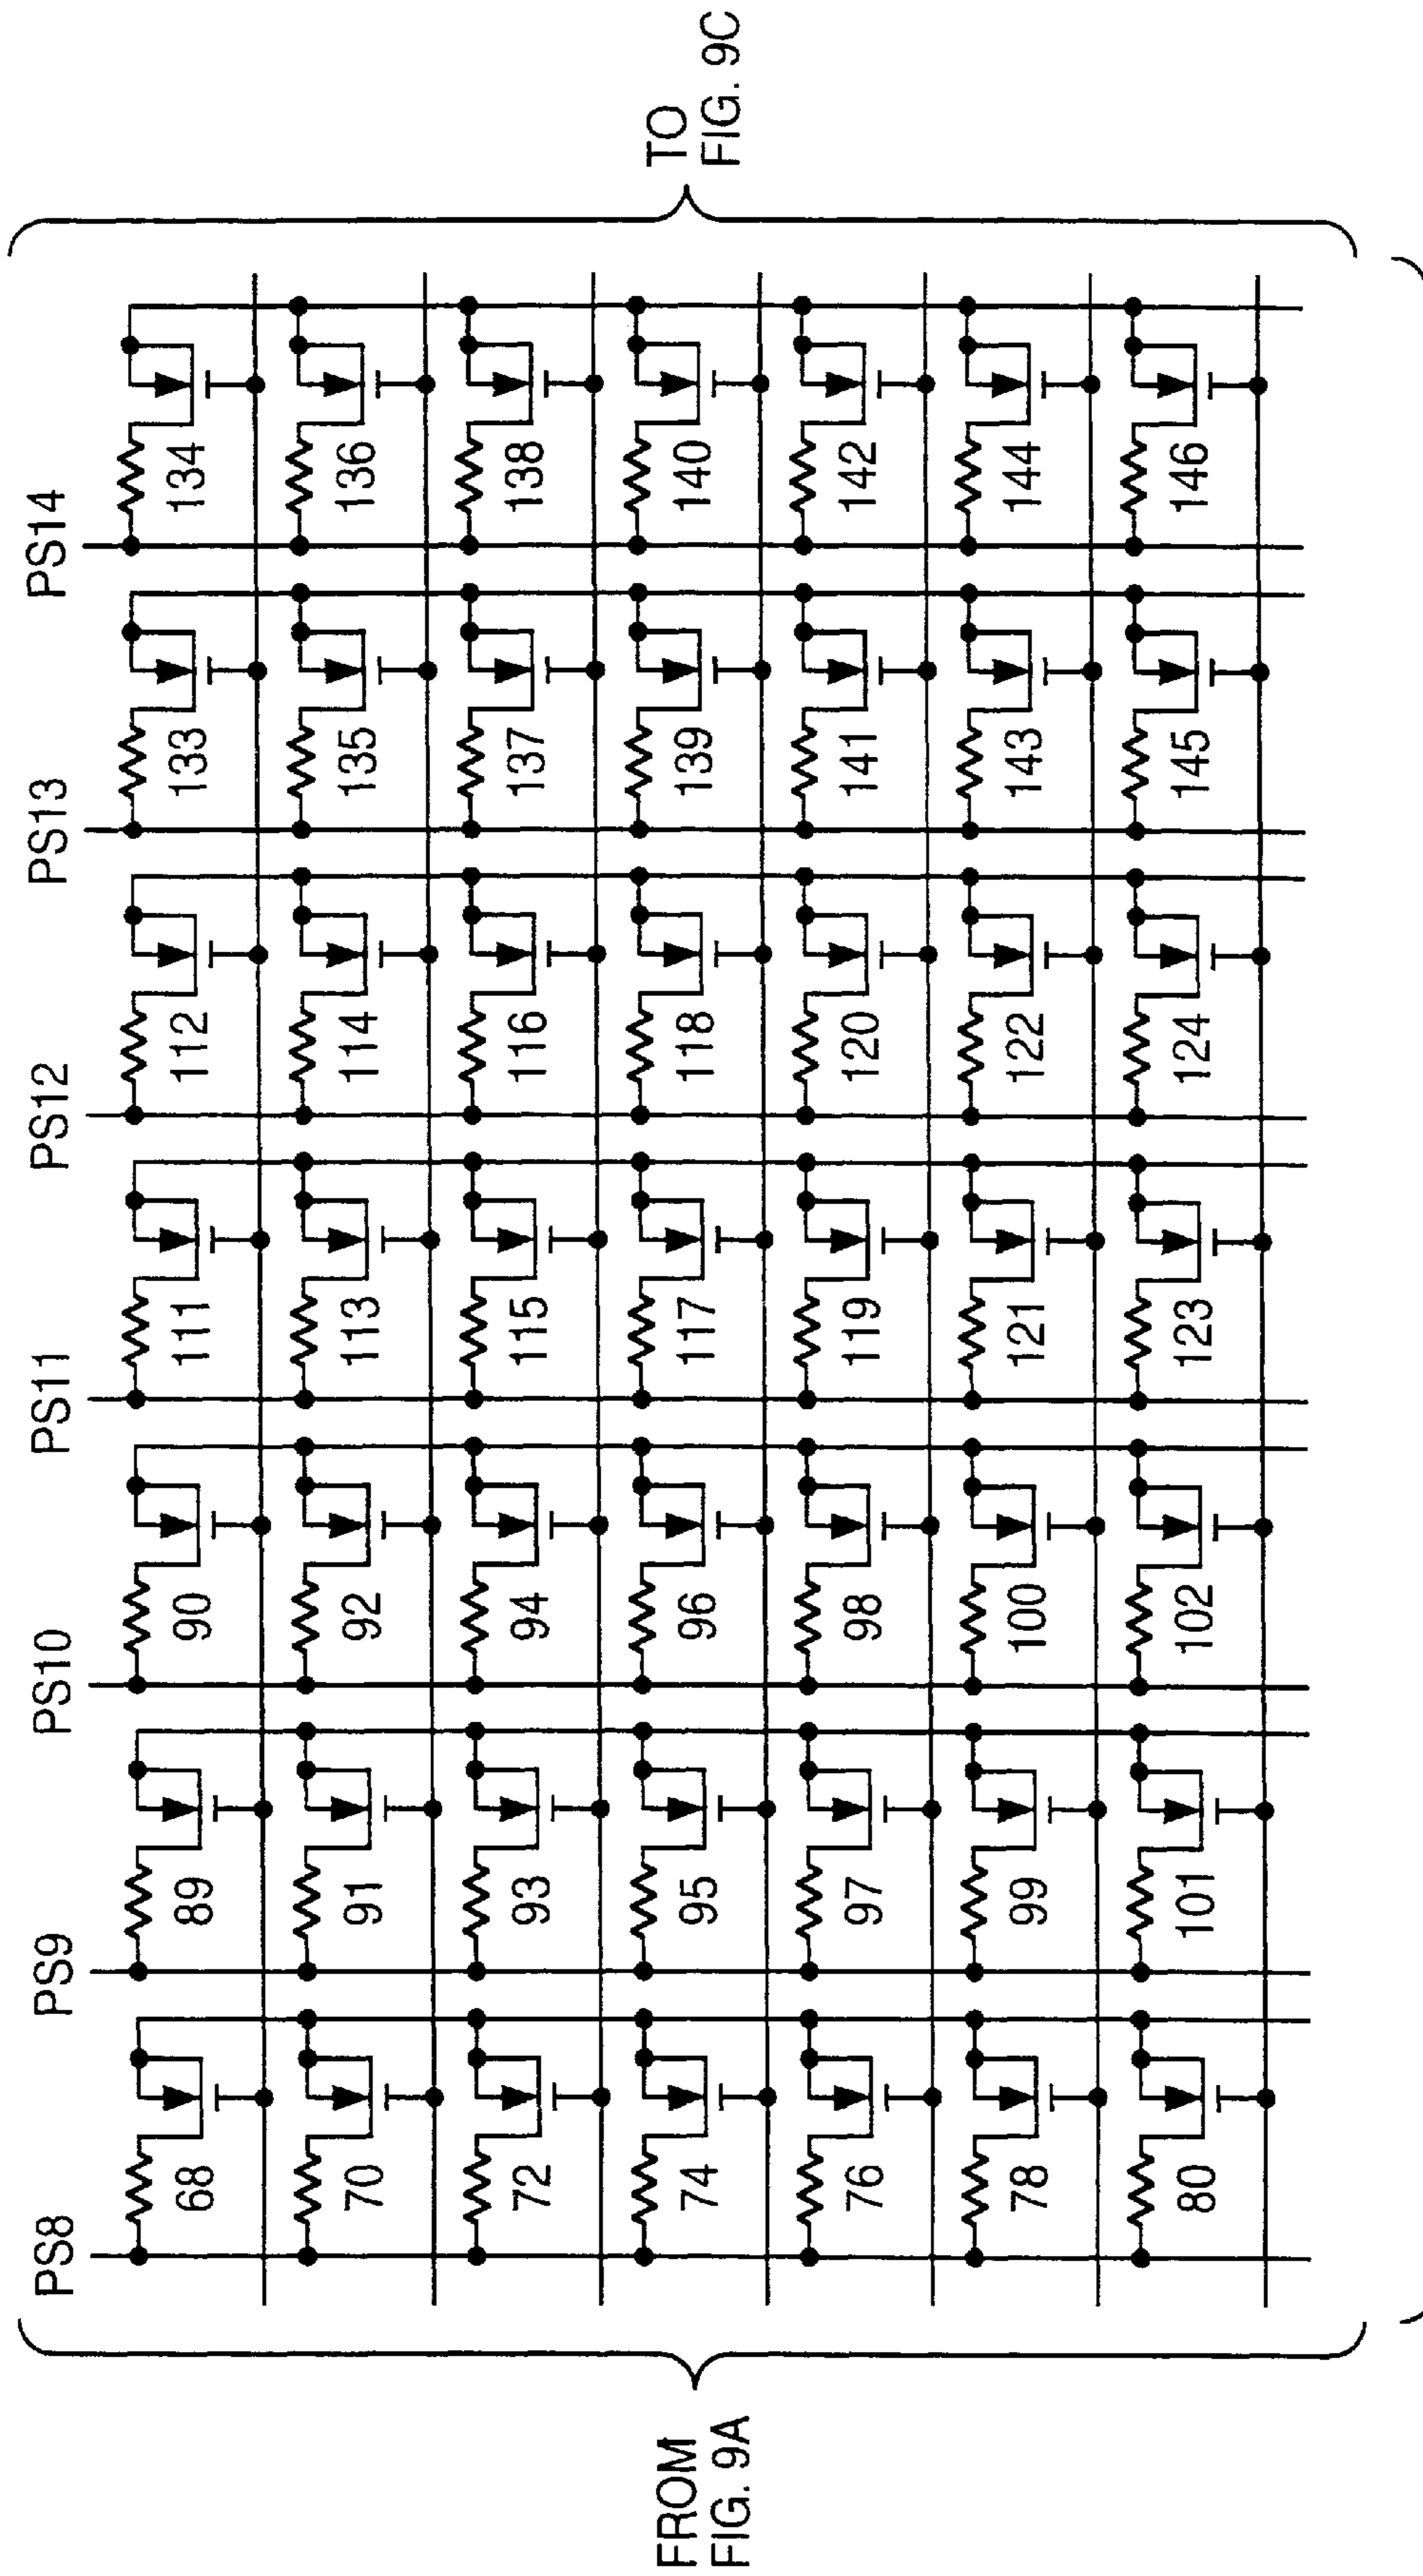 PS8 PS9 PS10 PS11 PS12 PS13 PS14
68 89 90 111 112 133 134
70 91 92 113 114 135 136
72 93 94 115 116 137 138
FROM
FIG. 9A
TO
FIG. 9C
74 95 96 117 118 139 140
76 97 98 119 120 141 142
78 99 100 121 122 143 144
80 101 102 123 124 145 146